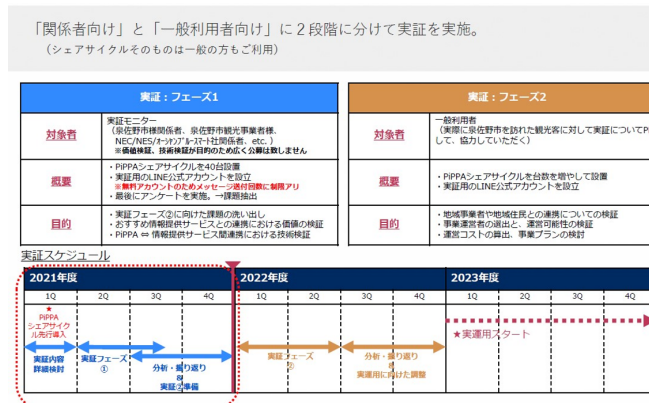 「関係者向け」と「一般利用者向け」に２段階に分けて実証を実施。
（シェアサイクルそのものは一般の方もご利用）
実証：フェーズ1
対象者
実証モニター
（泉佐野市様関係者、泉佐野市観光事業者様、
NEC/NES/オーシャンブルースマート社関係者、etc. ）
※価値検証、技術検証が目的のため広く公募は致しません
概要
・PiPPAシェアサイクルを40台設置
・実証用のLINE公式アカウントを設立
※無料アカウントのためメッセージ送付回数に制限アリ
・最後にアンケートを実施。→課題抽出
目的
・実証フェーズ②に向けた課題の洗い出し
・おすすめ情報提供サービスとの連携における価値の検証
・PiPPA ⇔ 情報提供サービス間連携における技術検証
実証：フェーズ2
対象者
一般利用者
（実際に泉佐野市を訪れた観光客に対して実証についてPi
して、協力していただく）
概要
・PiPPAシェアサイクルを台数を増やして設置
・実証用のLINE公式アカウントを設立
目的
・地域事業者や地域住民との連携についての検証
・事業運営者の選出と、運営可能性の検証
・運営コストの算出、事業プランの検討
実証スケジュール
2021年度
2022年度
2023年度
1Q 2Q 3Q 4Q 1Q 2Q 3Q 4Q 1Q 2Q 3Q 4Q
★
PiPPA
シェアサイク
ル先行導入
★実運用スタート
実証内容
詳細検討
実証フェーズ
①
分析・振り返り
&
実証②準備
実証フェーズ
②
分析・振り返り
&
実運用に向けた調整